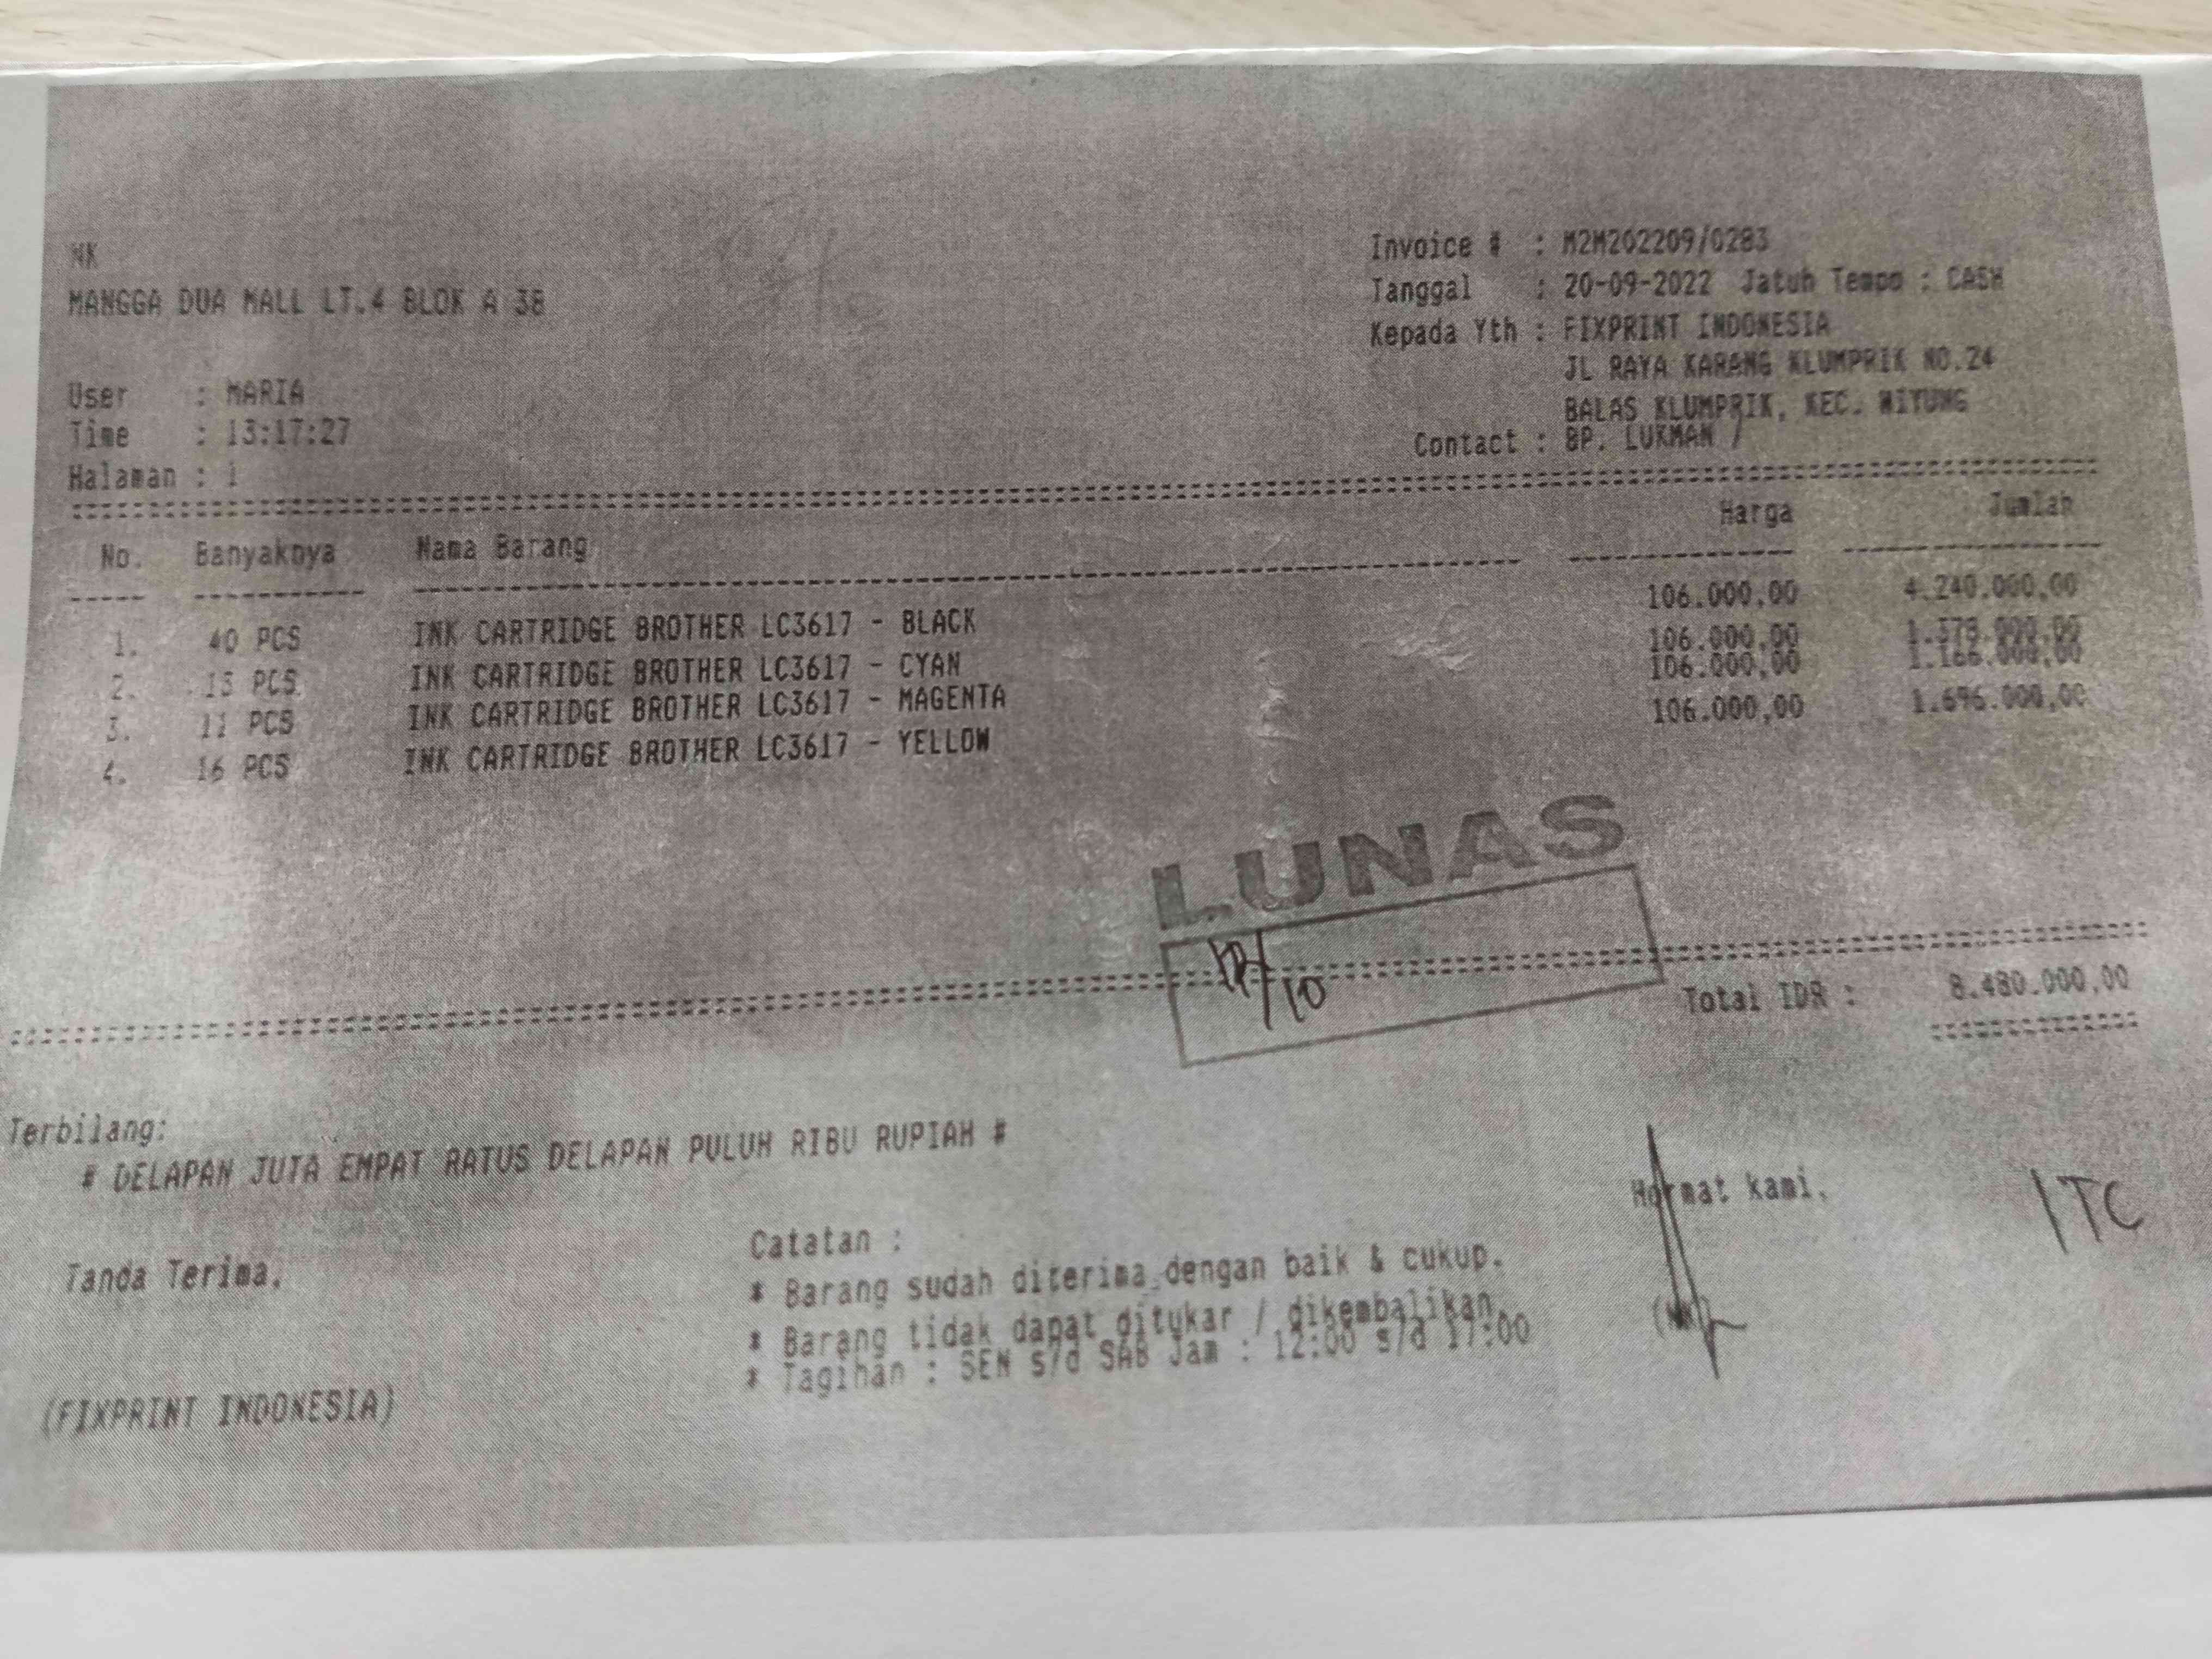 MK
MANGGA DUA MALL LT.4 BLOK A 38
User : MARIA
Time : 13:17:27
Halaman : 1
Invoice # : M2M202209/0283
Tanggal : 20-09-2022 Jatuh Tempo : CASH
Kepada Yth : FIXPRINT INDONESIA
JL RAYA KARANG KLUMPRIK NO.24
BALAS KLUMPRIK, KEC. WIYUNG
Contact : BP. LUKMAN /
No. Banyaknya Nama Barang Harga Jumlah
1. 40 PCS INK CARTRIDGE BROTHER LC3617 - BLACK 106.000,00 4.240.000,00
2. 13 PCS INK CARTRIDGE BROTHER LC3617 - CYAN 106.000,00 1.378.000,00
3. 11 PCS INK CARTRIDGE BROTHER LC3617 - MAGENTA 106.000,00 1.166.000,00
4. 16 PCS INK CARTRIDGE BROTHER LC3617 - YELLOW 106.000,00 1.696.000,00
LUNAS
Total IDR : 8.480.000,00
Terbilang:
# DELAPAN JUTA EMPAT RATUS DELAPAN PULUH RIBU RUPIAH #
Tanda Terima,
(FIXPRINT INDONESIA)
Catatan :
* Barang sudah diterima dengan baik & cukup.
* Barang tidak dapat ditukar / dikembalikan
* Tagihan : SEN s/d SAB Jam : 12:00 s/d 17:00
Hormat kami,
ITC